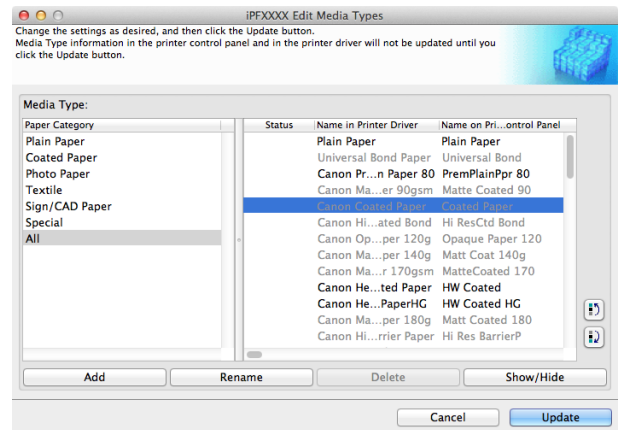 iPFXXXX Edit Media Types
Change the settings as desired, and then click the Update button.
Media Type information in the printer control panel and in the printer driver will not be updated until you
click the Update button.
Media Type:
Paper Category Status Name in Printer Driver Name on Pri...ontrol Panel
Plain Paper Plain Paper Plain Paper
Coated Paper Universal Bond Paper Universal Bond
Photo Paper Canon Pr...n Paper 80 PremPlainPpr 80
Textile Canon Ma...er 90gsm Matte Coated 90
Sign/CAD Paper Canon Coated Paper Coated Paper
Special Canon Hi...ated Bond Hi ResCtd Bond
All Canon Op...per 120g Opaque Paper 120
Canon Ma...per 140g Matt Coat 140g
Canon Ma...r 170gsm MatteCoated 170
Canon He...ted Paper HW Coated
Canon He...PaperHG HW Coated HG
Canon Ma...per 180g Matt Coated 180
Canon Hi...rrier Paper Hi Res BarrierP
Add Rename Delete Show/Hide
Cancel Update